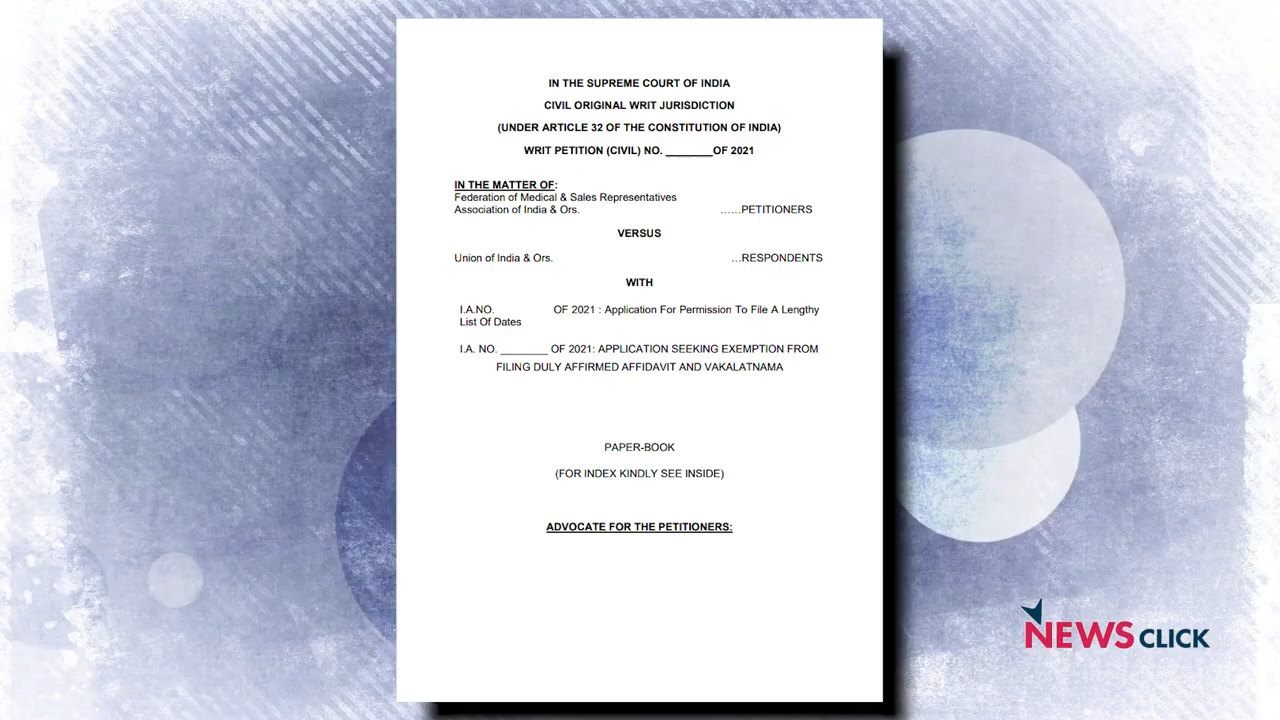 IN THE SUPREME COURT OF INDIA
CIVIL ORIGINAL WRIT JURISDICTION
(UNDER ARTICLE 32 OF THE CONSTITUTION OF INDIA)
WRIT PETITION (CIVIL) NO. ________OF 2021
IN THE MATTER OF:
Federation of Medical & Sales Representatives
Association of India & Ors. ……PETITIONERS
VERSUS
Union of India & Ors. …RESPONDENTS
WITH
I.A.NO. OF 2021 : Application For Permission To File A Lengthy
List Of Dates
I.A. NO. ________ OF 2021: APPLICATION SEEKING EXEMPTION FROM
FILING DULY AFFIRMED AFFIDAVIT AND VAKALATNAMA
PAPER-BOOK
(FOR INDEX KINDLY SEE INSIDE)
ADVOCATE FOR THE PETITIONERS:
NEWS CLICK